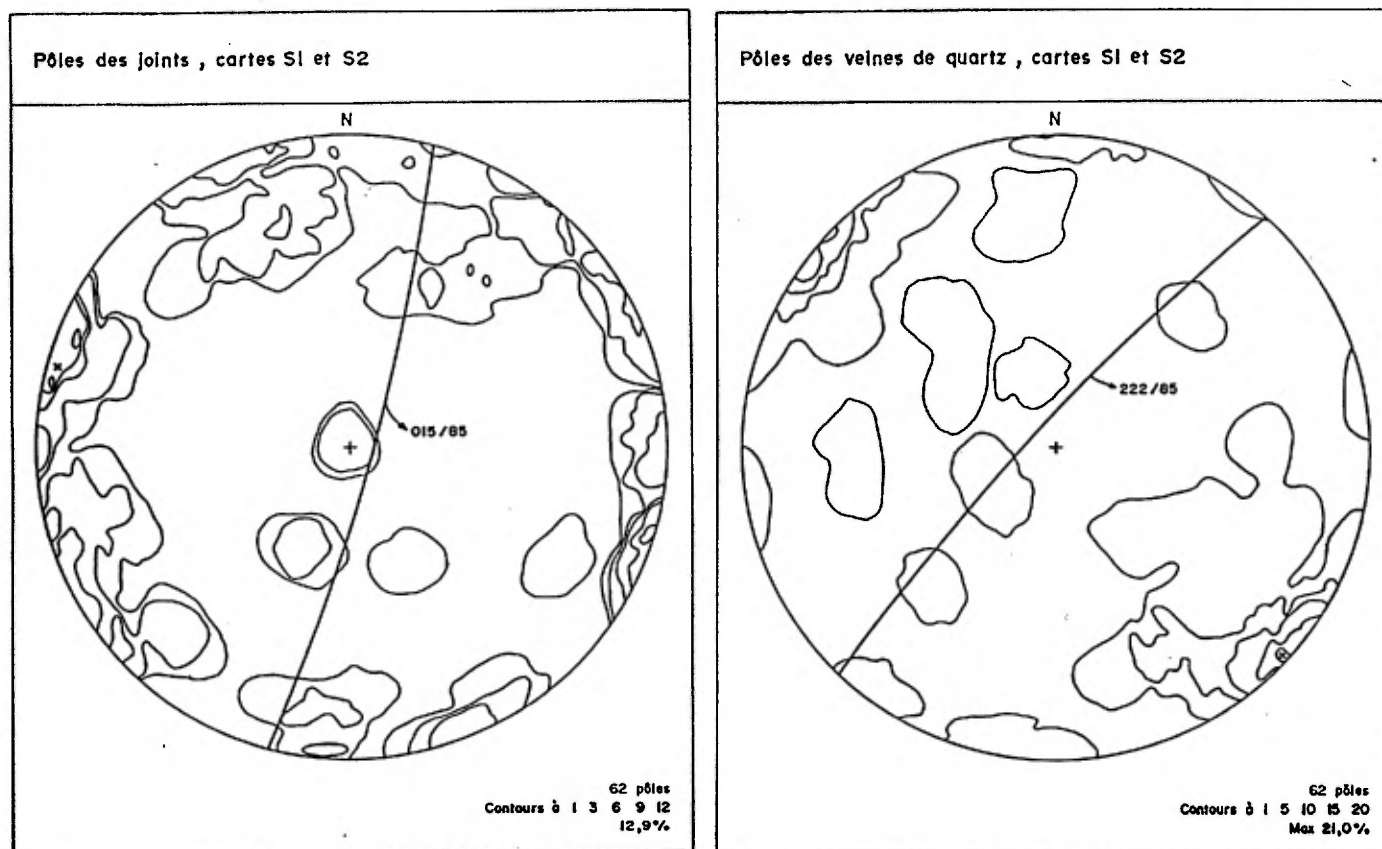 Pôles des joints , cartes S1 et S2
N
015/85
62 pôles
Contours à 1 3 6 9 12
12,9%
Pôles des veines de quartz , cartes S1 et S2
N
222/85
62 pôles
Contours à 1 5 10 15 20
Max 21,0%